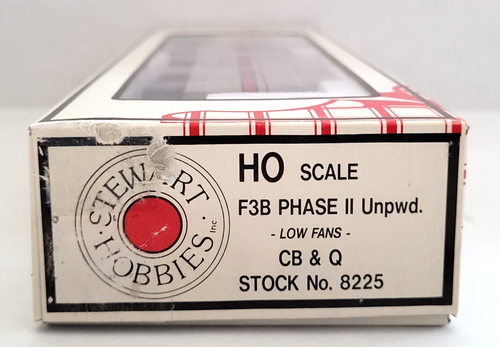 STEWART
HOBBIES Inc.
HO SCALE
F3B PHASE II Unpwd.
- LOW FANS -
CB & Q
STOCK No. 8225